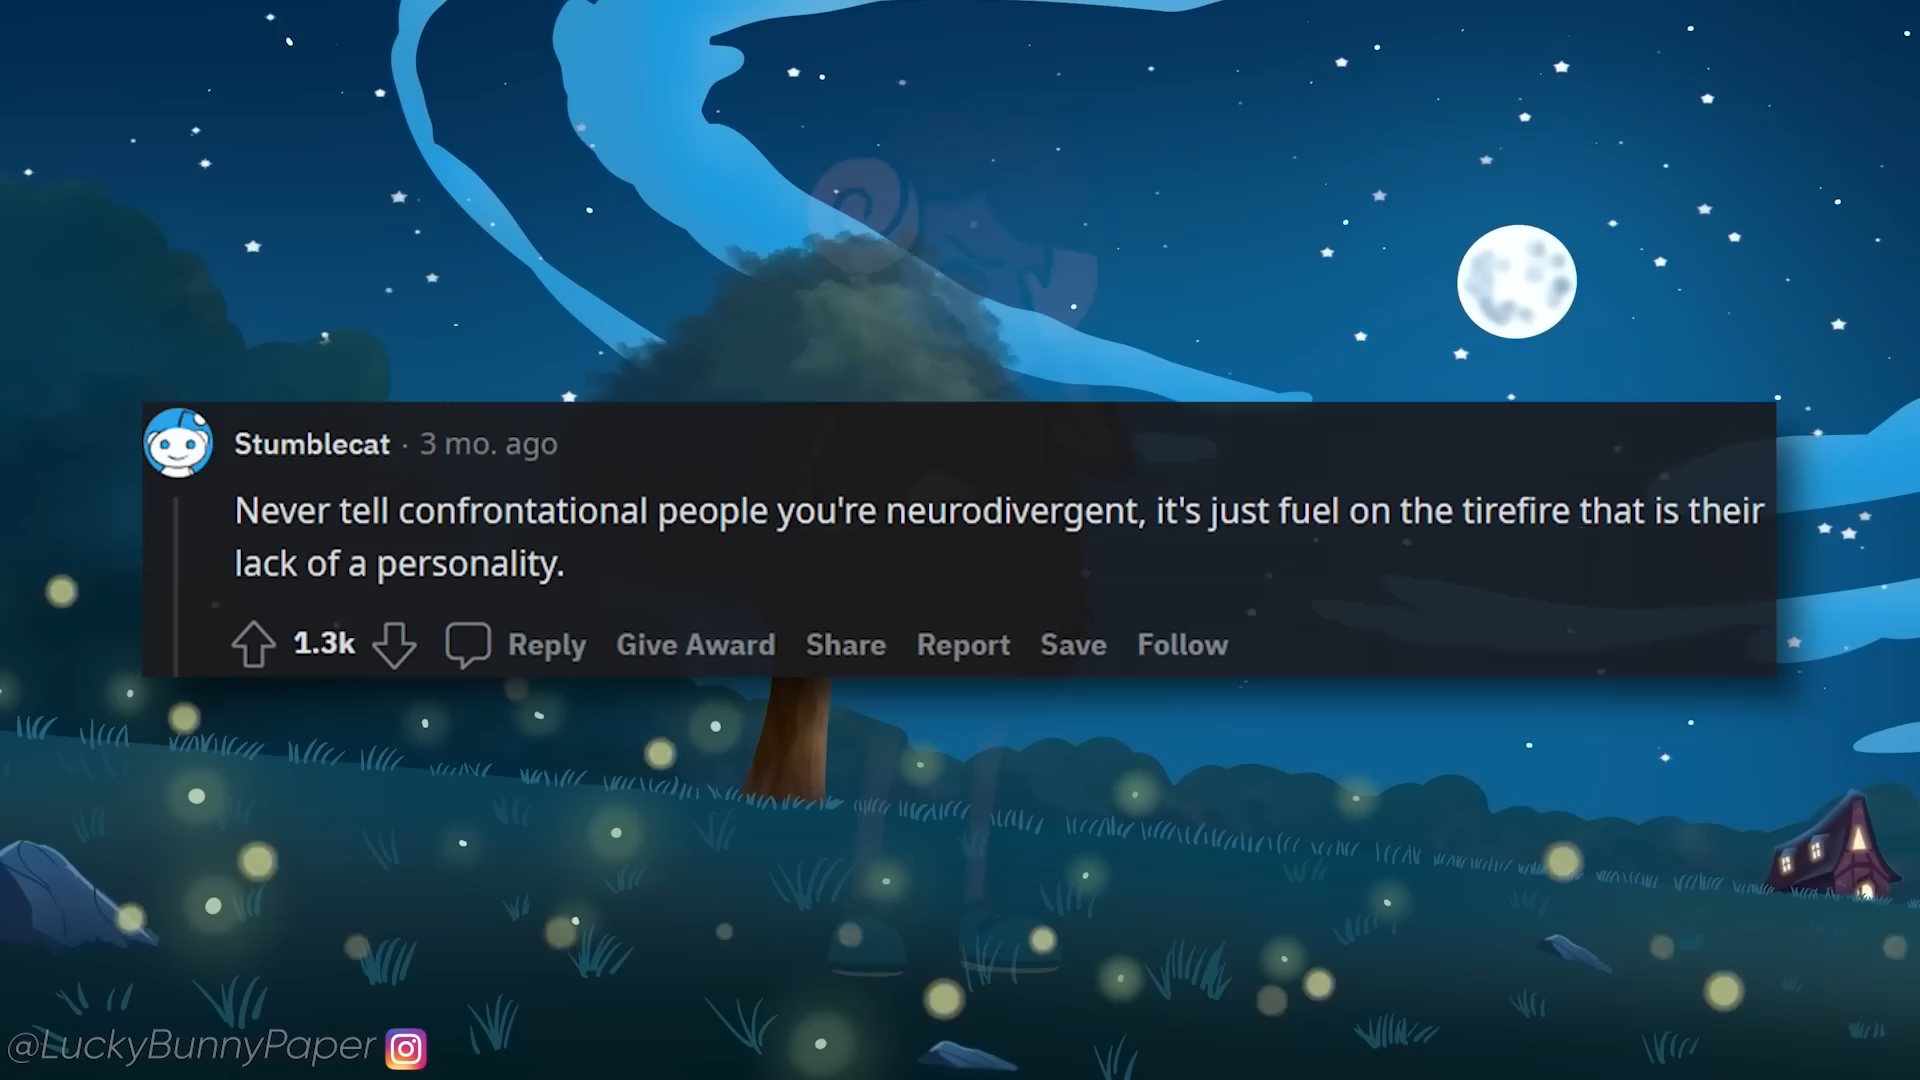 Stumblecat · 3 mo. ago
Never tell confrontational people you're neurodivergent, it's just fuel on the tirefire that is their
lack of a personality.
1.3k Reply Give Award Share Report Save Follow
@LuckyBunnyPaper